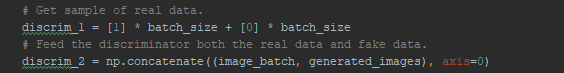 # Get sample of real data.
discrim_1 = [1] * batch_size + [0] * batch_size
# Feed the discriminator both the real data and fake data.
discrim_2 = np.concatenate((image_batch, generated_images), axis=0)